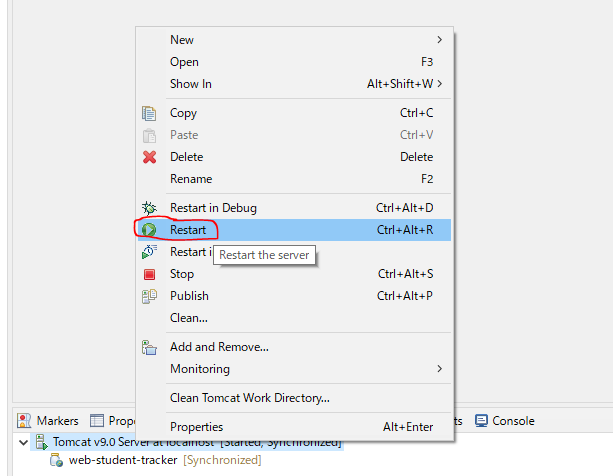 New
Open F3
Show In Alt+Shift+W >
Copy Ctrl+C
Paste Ctrl+V
Delete Delete
Rename F2
Restart in Debug Ctrl+Alt+D
Restart Ctrl+Alt+R
Restart i
Restart the server
Stop Ctrl+Alt+S
Publish Ctrl+Alt+P
Clean...
Add and Remove...
Monitoring
Clean Tomcat Work Directory...
Properties Alt+Enter
Markers Prope ts Console
Tomcat v9.0 Server at localhost [Started, Synchronized]
web-student-tracker [Synchronized]